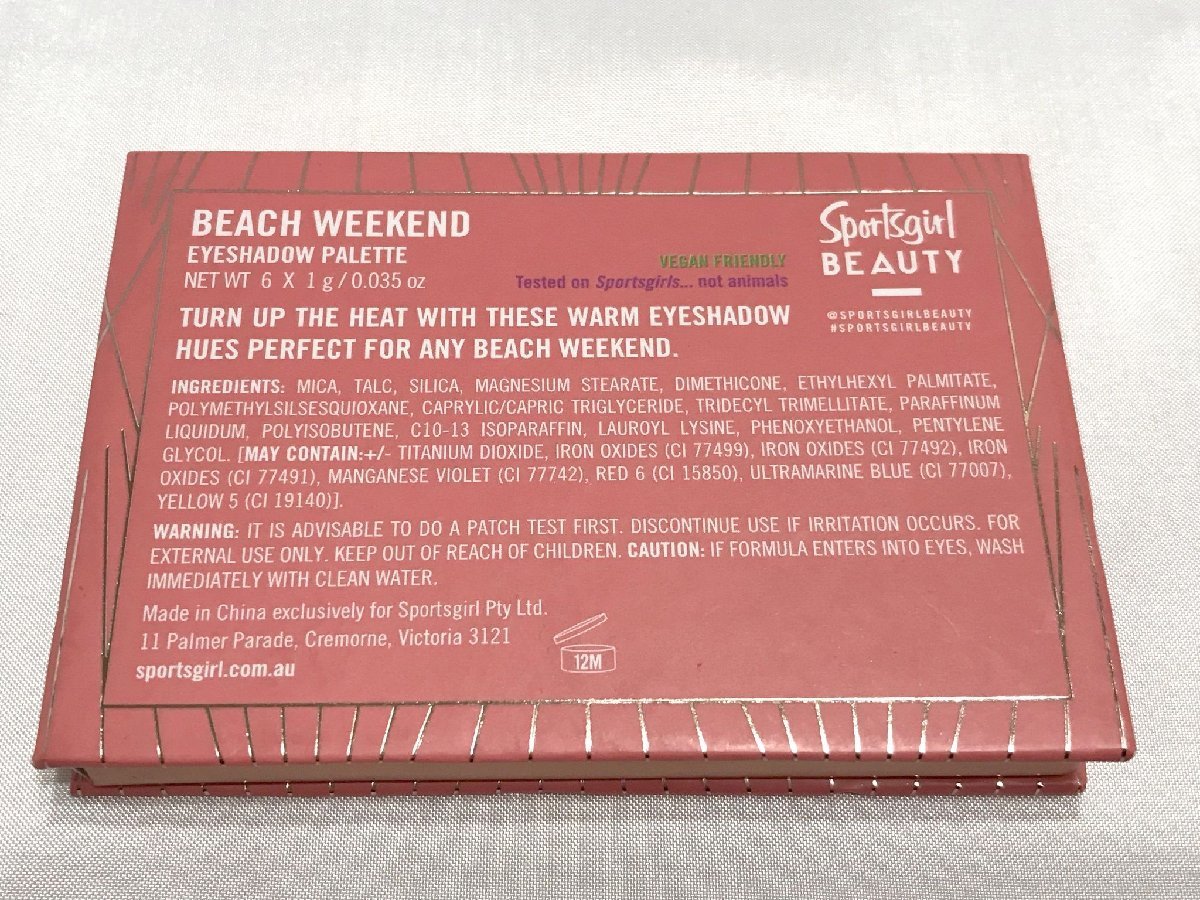 BEACH WEEKEND
EYESHADOW PALETTE
NET WT 6 X 1 g / 0.035 oz
VEGAN FRIENDLY
Tested on Sportsgirls... not animals
Sportsgirl
BEAUTY
@SPORTSGIRLBEAUTY
#SPORTSGIRLBEAUTY
TURN UP THE HEAT WITH THESE WARM EYESHADOW
HUES PERFECT FOR ANY BEACH WEEKEND.
INGREDIENTS: MICA, TALC, SILICA, MAGNESIUM STEARATE, DIMETHICONE, ETHYLHEXYL PALMITATE,
POLYMETHYLSILSESQUIOXANE, CAPRYLIC/CAPRIC TRIGLYCERIDE, TRIDECYL TRIMELLITATE, PARAFFINUM
LIQUIDUM, POLYISOBUTENE, C10-13 ISOPARAFFIN, LAUROYL LYSINE, PHENOXYETHANOL, PENTYLENE
GLYCOL. [MAY CONTAIN:+/- TITANIUM DIOXIDE, IRON OXIDES (CI 77499), IRON OXIDES (CI 77492), IRON
OXIDES (CI 77491), MANGANESE VIOLET (CI 77742), RED 6 (CI 15850), ULTRAMARINE BLUE (CI 77007),
YELLOW 5 (CI 19140)].
WARNING: IT IS ADVISABLE TO DO A PATCH TEST FIRST. DISCONTINUE USE IF IRRITATION OCCURS. FOR
EXTERNAL USE ONLY. KEEP OUT OF REACH OF CHILDREN. CAUTION: IF FORMULA ENTERS INTO EYES, WASH
IMMEDIATELY WITH CLEAN WATER.
Made in China exclusively for Sportsgirl Pty Ltd.
11 Palmer Parade, Cremorne, Victoria 3121
sportsgirl.com.au
12M